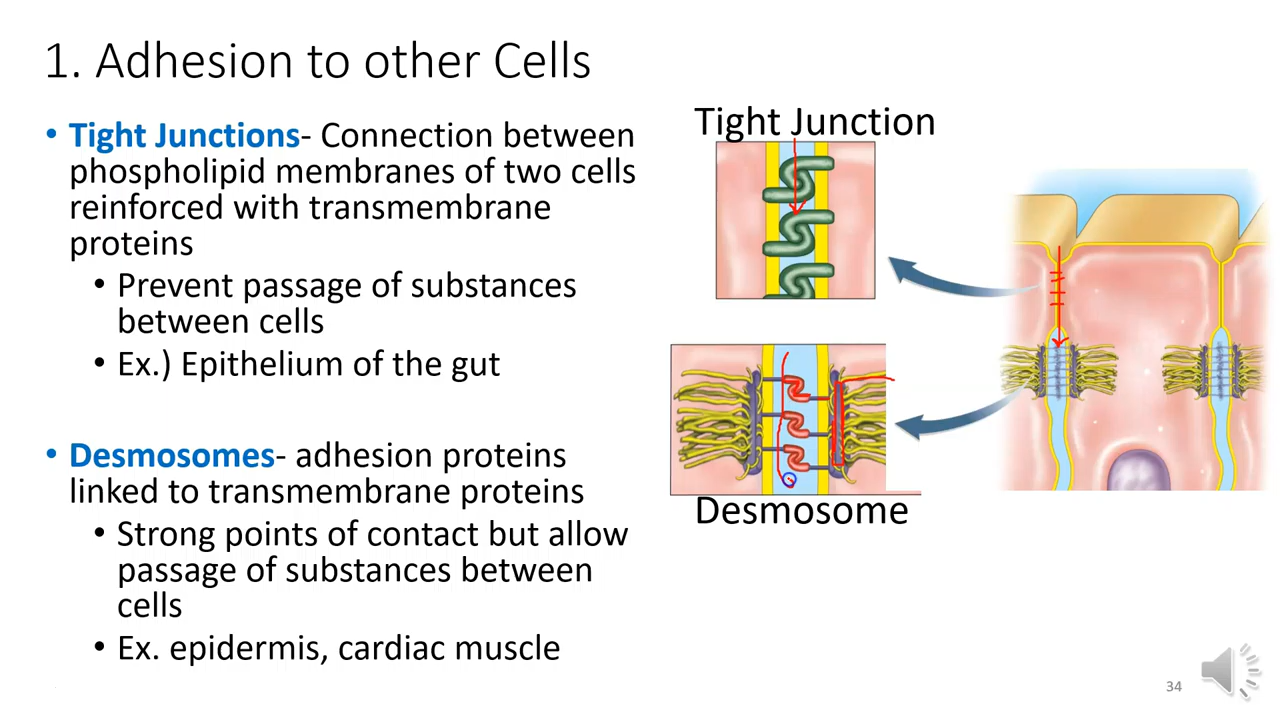 1. Adhesion to other Cells
• Tight Junctions- Connection between
phospholipid membranes of two cells
reinforced with transmembrane
proteins
• Prevent passage of substances
between cells
• Ex.) Epithelium of the gut
• Desmosomes- adhesion proteins
linked to transmembrane proteins
• Strong points of contact but allow
passage of substances between
cells
• Ex. epidermis, cardiac muscle
Tight Junction
Desmosome
34